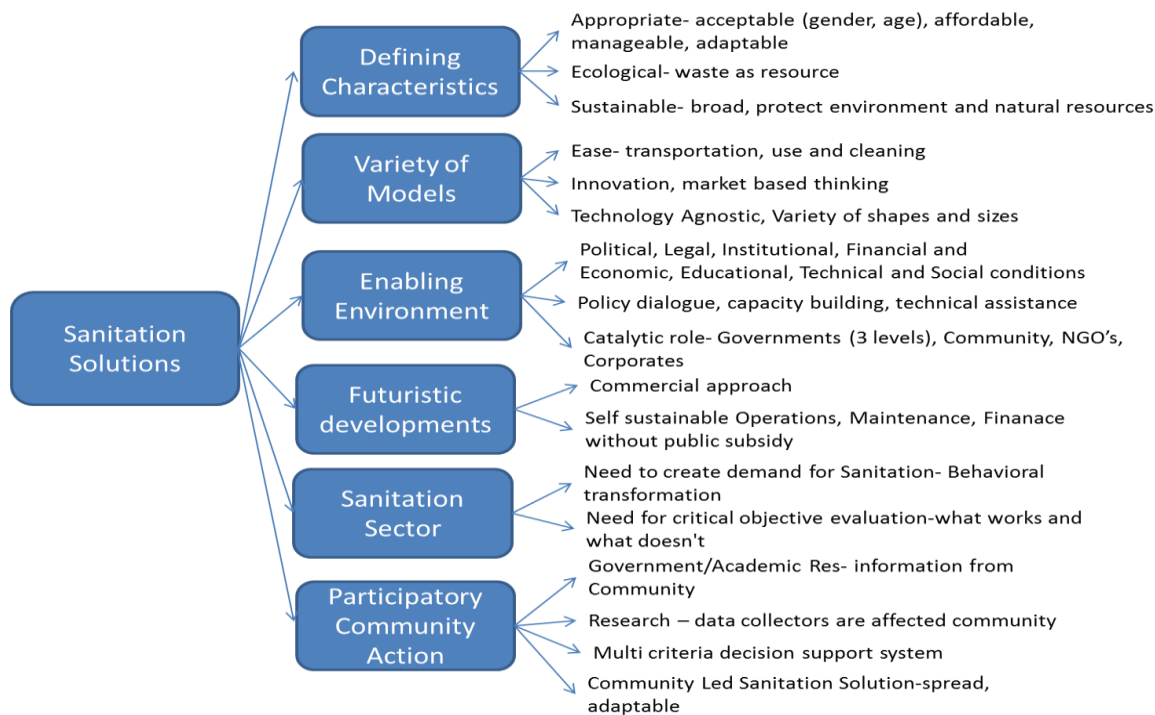 Sanitation
Solutions
Defining
Characteristics
Appropriate- acceptable (gender, age), affordable,
manageable, adaptable
Ecological- waste as resource
Sustainable- broad, protect environment and natural resources
Variety of
Models
Ease- transportation, use and cleaning
Innovation, market based thinking
Technology Agnostic, Variety of shapes and sizes
Enabling
Environment
Political, Legal, Institutional, Financial and
Economic, Educational, Technical and Social conditions
Policy dialogue, capacity building, technical assistance
Catalytic role- Governments (3 levels), Community, NGO’s,
Corporates
Futuristic
developments
Commercial approach
Self sustainable Operations, Maintenance, Finanace
without public subsidy
Sanitation
Sector
Need to create demand for Sanitation- Behavioral
transformation
Need for critical objective evaluation-what works and
what doesn't
Participatory
Community
Action
Government/Academic Res- information from
Community
Research – data collectors are affected community
Multi criteria decision support system
Community Led Sanitation Solution-spread,
adaptable